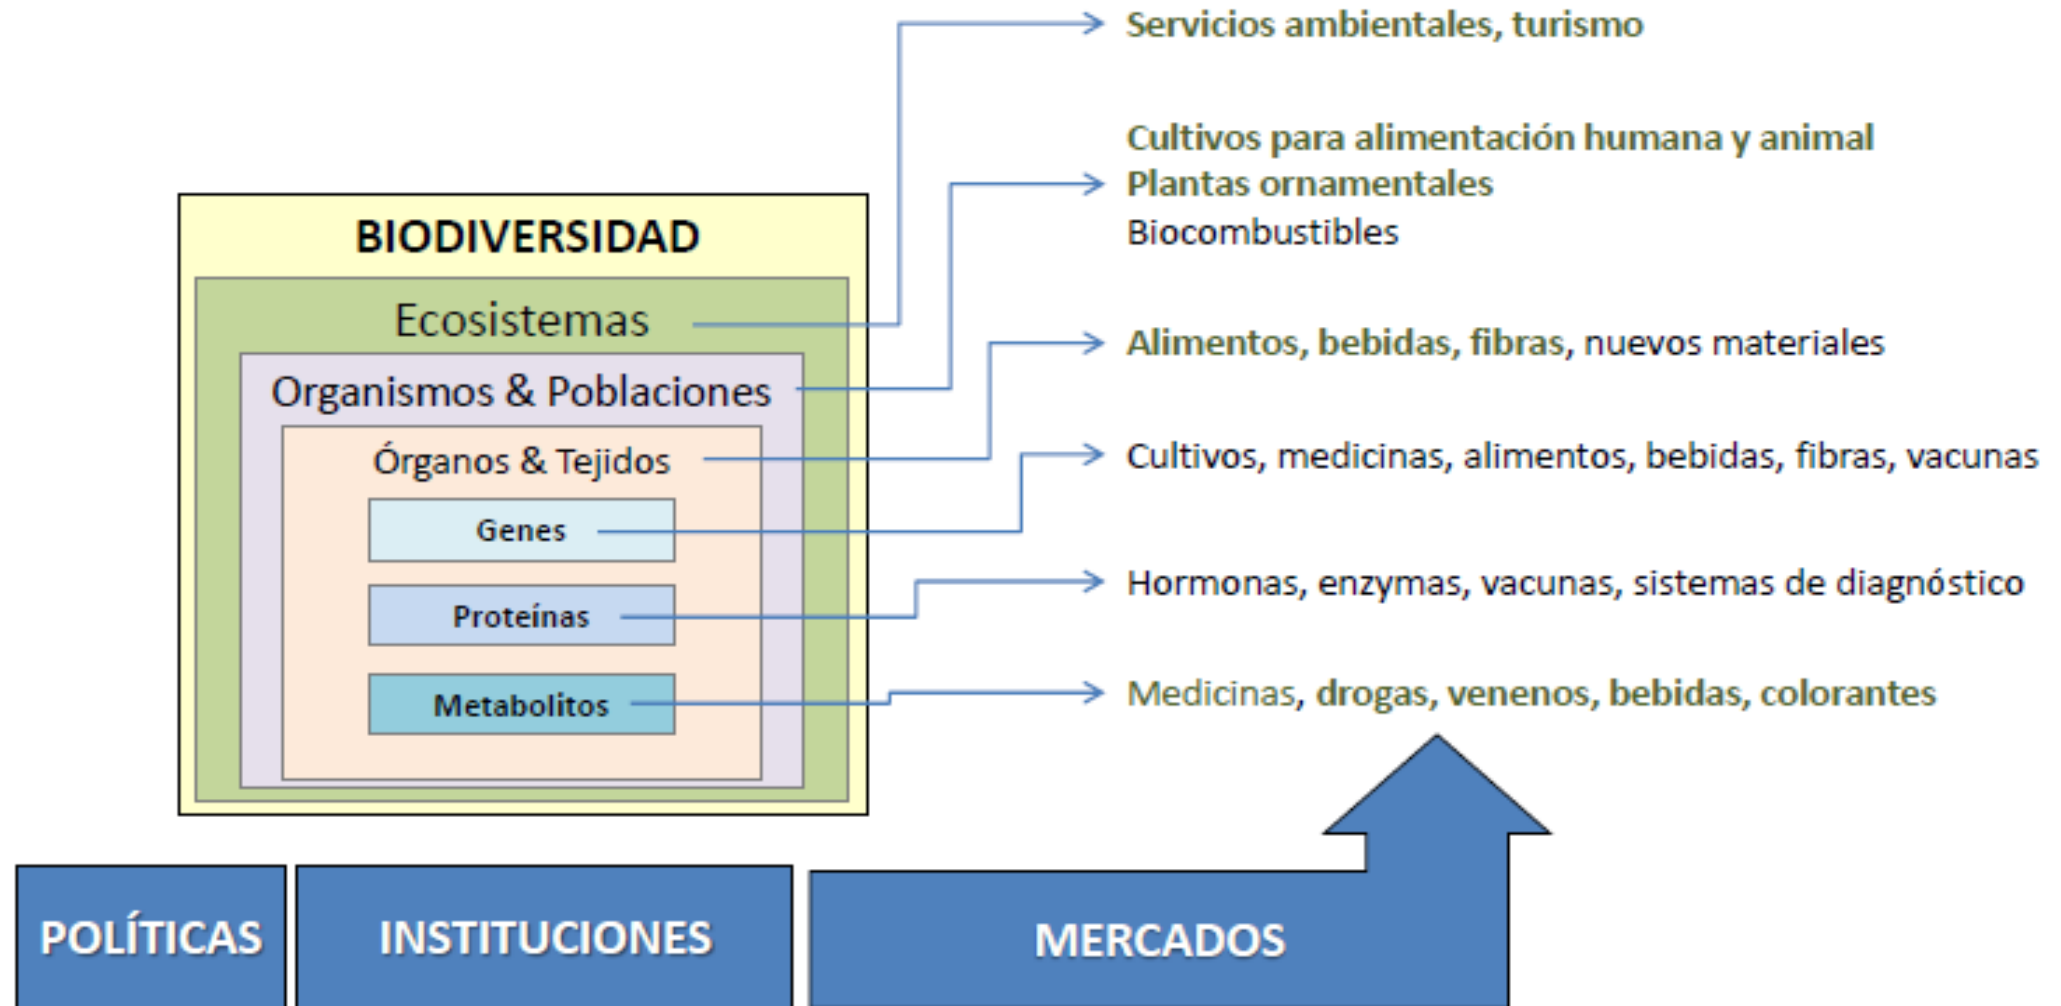 Servicios ambientales, turismo
Cultivos para alimentación humana y animal
Plantas ornamentales
Biocombustibles
BIODIVERSIDAD
Ecosistemas
Alimentos, bebidas, fibras, nuevos materiales
Organismos & Poblaciones
Órganos & Tejidos
Cultivos, medicinas, alimentos, bebidas, fibras, vacunas
Genes
Hormonas, enzymas, vacunas, sistemas de diagnóstico
Proteínas
Medicinas, drogas, venenos, bebidas, colorantes
Metabolitos
POLÍTICAS
INSTITUCIONES
MERCADOS